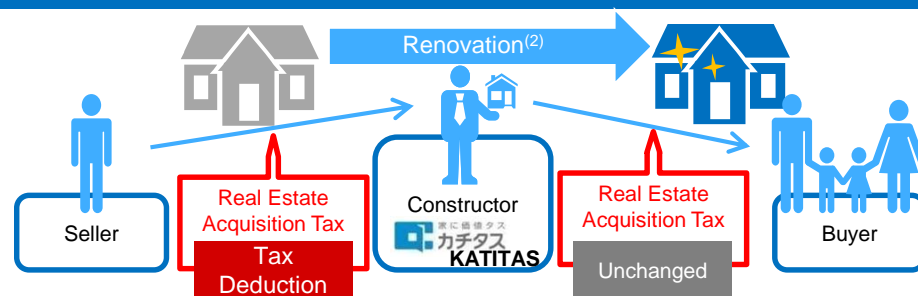 Renovation(2)
Seller
Real Estate
Acquisition Tax
Tax
Deduction
Constructor
家に価値タス
カチタス
KATITAS
Real Estate
Acquisition Tax
Unchanged
Buyer